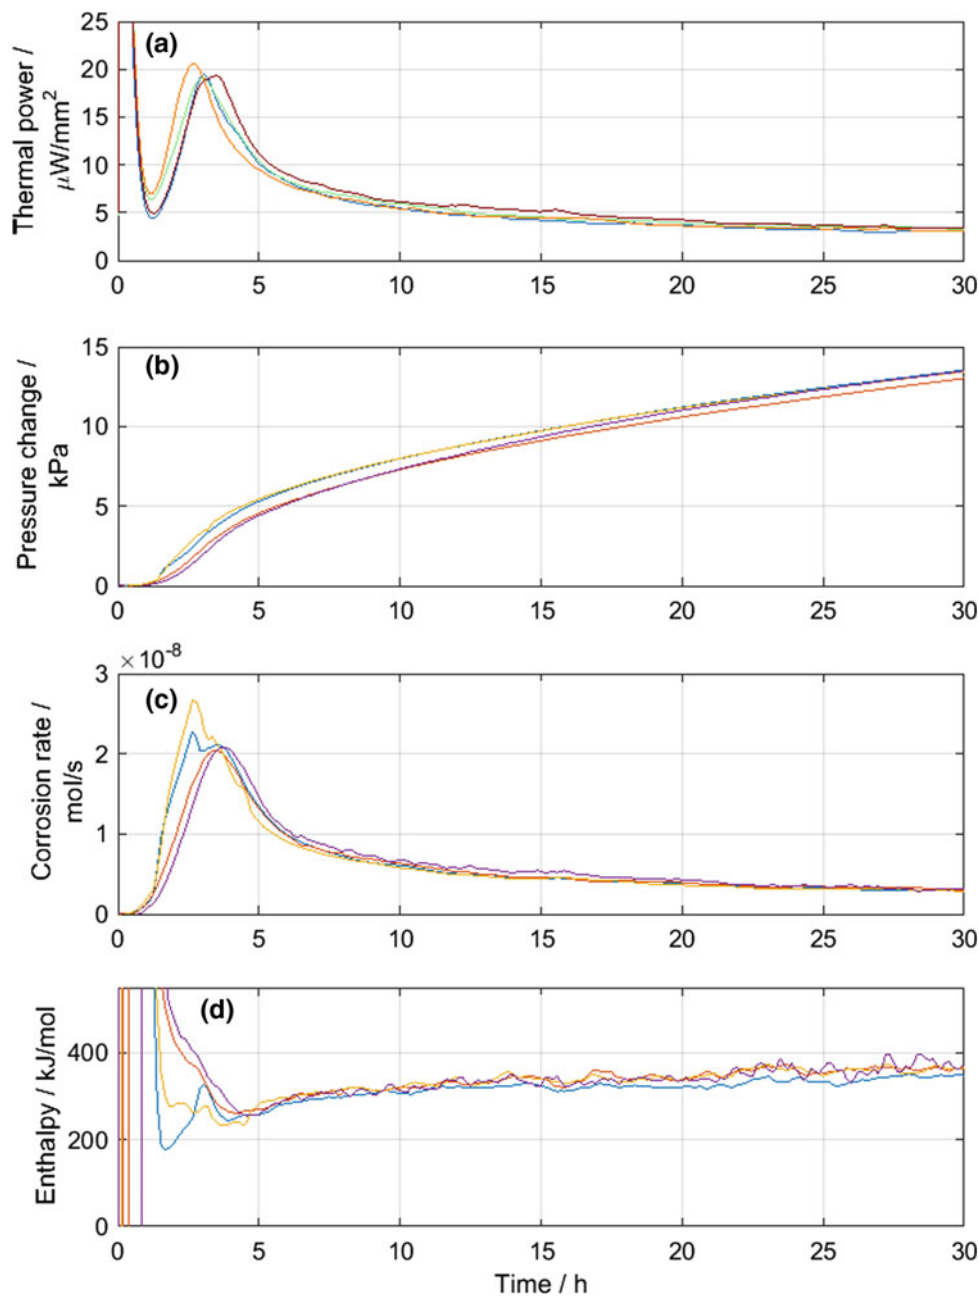 (a)
Thermal power /
μW/mm²
25
20
15
10
5
0
0 5 10 15 20 25 30
(b)
Pressure change /
kPa
15
10
5
0
0 5 10 15 20 25 30
× 10⁻⁸
(c)
Corrosion rate /
mol/s
3
2
1
0
0 5 10 15 20 25 30
(d)
Enthalpy / kJ/mol
400
200
0
0 5 10 15 20 25 30
Time / h